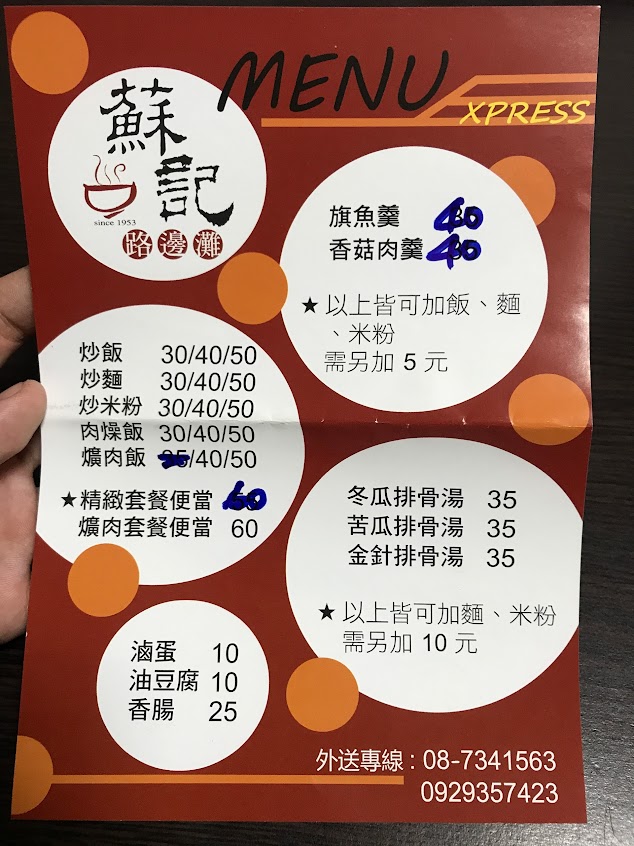 MENU
XPRESS
蘇記
since 1953
路邊灘
旗魚羹 40
香菇肉羹 40
★ 以上皆可加飯、麵
、米粉
需另加 5 元
炒飯 30/40/50
炒麵 30/40/50
炒米粉 30/40/50
肉燥飯 30/40/50
爌肉飯 /40/50
★精緻套餐便當 60
爌肉套餐便當 60
冬瓜排骨湯 35
苦瓜排骨湯 35
金針排骨湯 35
★ 以上皆可加麵、米粉
需另加 10 元
滷蛋 10
油豆腐 10
香腸 25
外送專線 : 08-7341563
0929357423